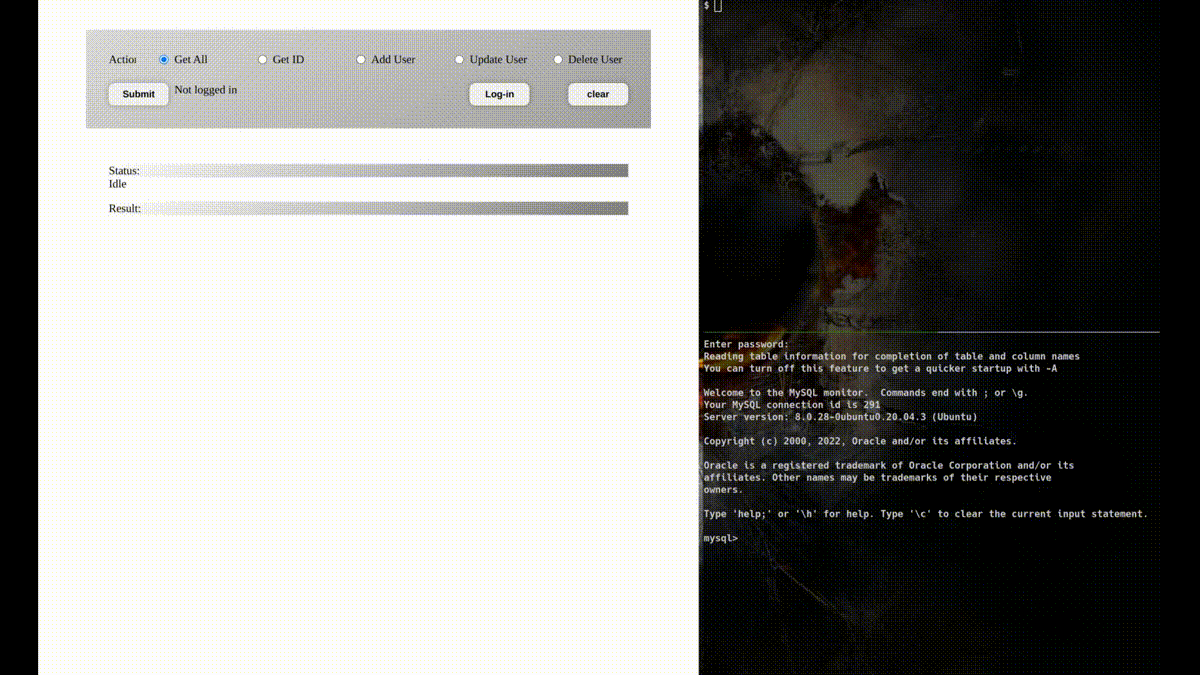 Action Get All Get ID Add User Update User Delete User
Submit Not logged in Log-in clear
Status:
Idle
Result:
$
Enter password:
Reading table information for completion of table and column names
You can turn off this feature to get a quicker startup with -A
Welcome to the MySQL monitor.  Commands end with ; or \g.
Your MySQL connection id is 291
Server version: 8.0.28-0ubuntu0.20.04.3 (Ubuntu)
Copyright (c) 2000, 2022, Oracle and/or its affiliates.
Oracle is a registered trademark of Oracle Corporation and/or its
affiliates. Other names may be trademarks of their respective
owners.
Type 'help;' or '\h' for help. Type '\c' to clear the current input statement.
mysql>